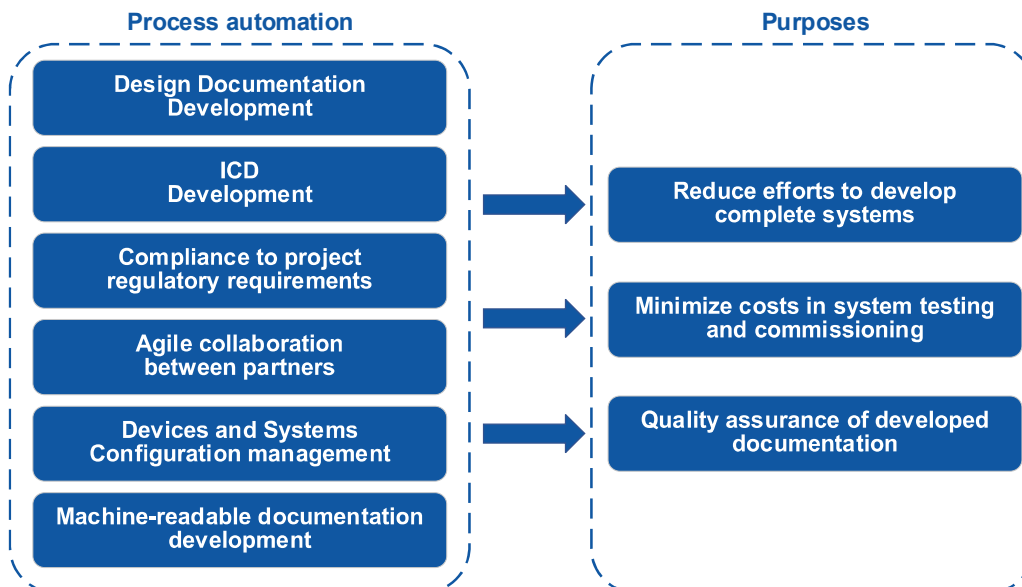 Process automation
Design Documentation
Development
ICD
Development
Compliance to project
regulatory requirements
Agile collaboration
between partners
Devices and Systems
Configuration management
Machine-readable documentation
development
Purposes
Reduce efforts to develop
complete systems
Minimize costs in system testing
and commissioning
Quality assurance of developed
documentation